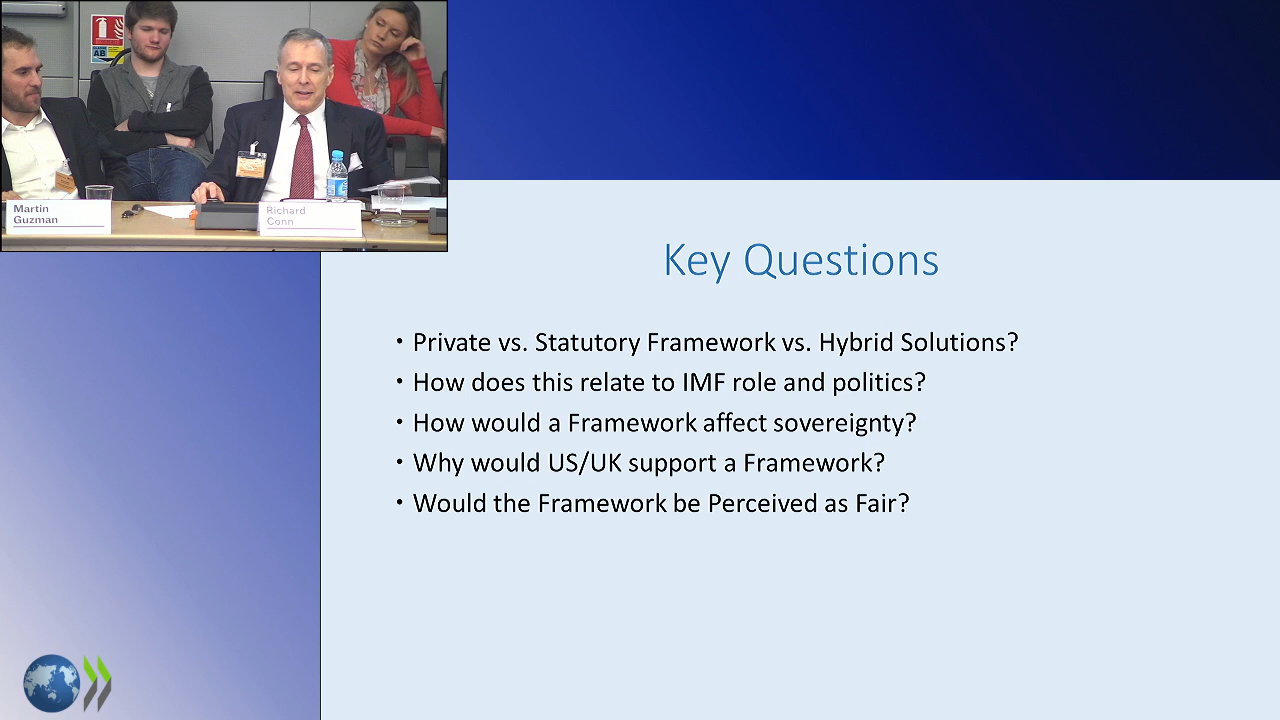 AB
Martin
Guzman
Richard
Conn
Key Questions
• Private vs. Statutory Framework vs. Hybrid Solutions?
• How does this relate to IMF role and politics?
• How would a Framework affect sovereignty?
• Why would US/UK support a Framework?
• Would the Framework be Perceived as Fair?